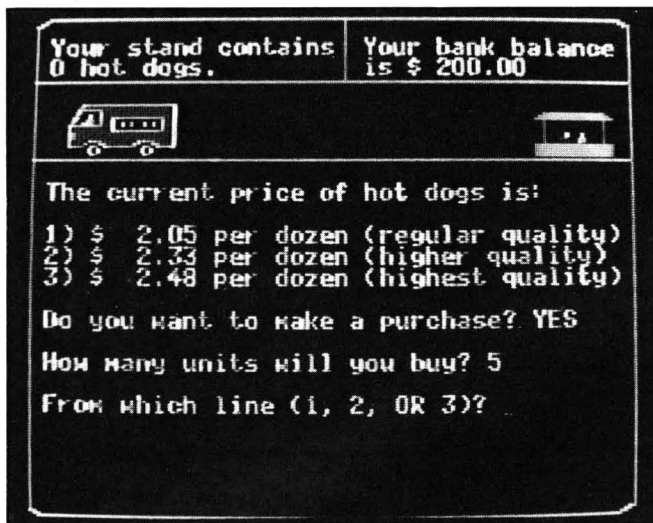 Your stand contains
0 hot dogs.
Your bank balance
is $ 200.00
The current price of hot dogs is:
1) $ 2.05 per dozen (regular quality)
2) $ 2.33 per dozen (higher quality)
3) $ 2.48 per dozen (highest quality)
Do you want to make a purchase? YES
How many units will you buy? 5
From which line (1, 2, OR 3)?